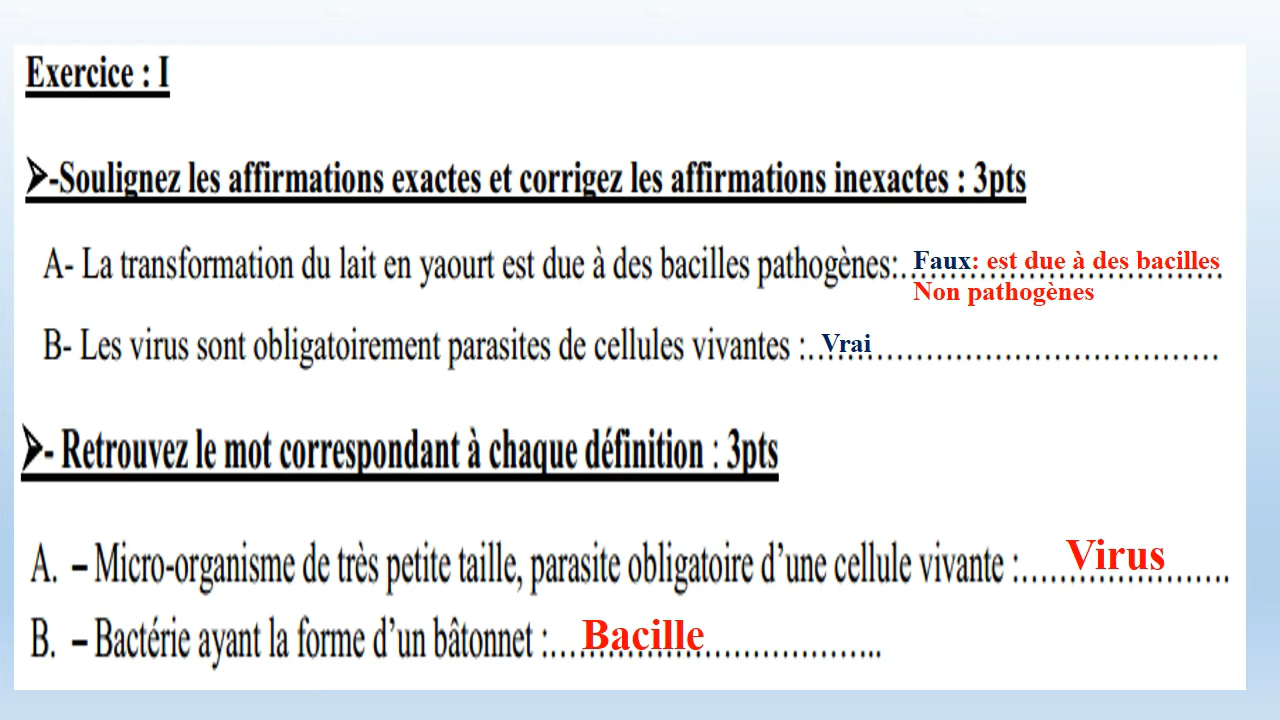 Exercice : I
➤-Soulignez les affirmations exactes et corrigez les affirmations inexactes : 3pts
A- La transformation du lait en yaourt est due à des bacilles pathogènes:. Faux: est due à des bacilles
Non pathogènes
B- Les virus sont obligatoirement parasites de cellules vivantes :. Vrai ……………………………………
➤- Retrouvez le mot correspondant à chaque définition : 3pts
A. – Micro-organisme de très petite taille, parasite obligatoire d’une cellule vivante :…Virus………………….
B. – Bactérie ayant la forme d’un bâtonnet :…Bacille………………………..